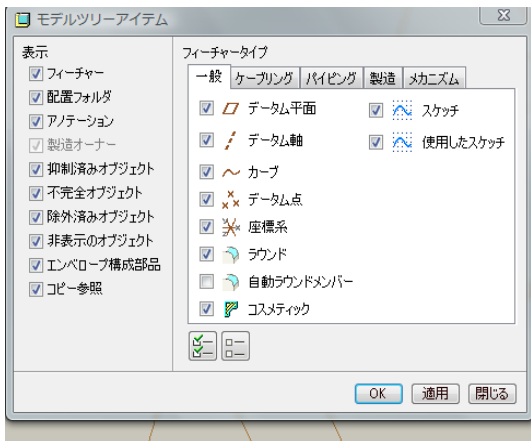 モデルツリーアイテム
表示
フィーチャー
配置フォルダ
アノテーション
製造オーナー
抑制済みオブジェクト
不完全オブジェクト
除外済みオブジェクト
非表示のオブジェクト
エンベロープ構成部品
コピー参照
フィーチャータイプ
一般 ケーブリング パイピング 製造 メカニズム
データム平面
データム軸
カーブ
データム点
座標系
ラウンド
自動ラウンドメンバー
コスメティック
スケッチ
使用したスケッチ
OK 適用 閉じる